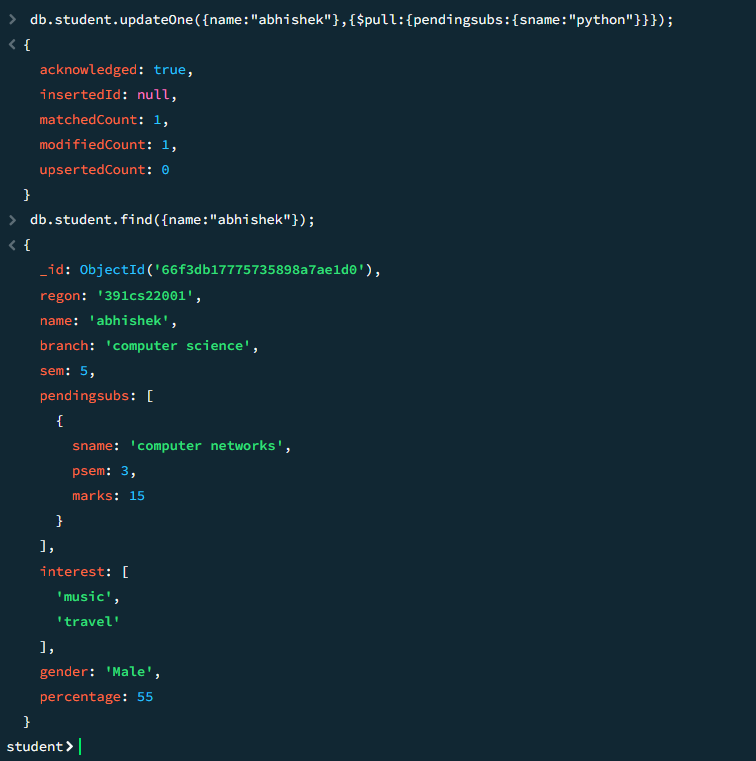 > db.student.updateOne({name:"abhishek"},{$pull:{pendingsubs:{sname:"python"}}});
< {
acknowledged: true,
insertedId: null,
matchedCount: 1,
modifiedCount: 1,
upsertedCount: 0
}
> db.student.find({name:"abhishek"});
< {
_id: ObjectId('66f3db17775735898a7ae1d0'),
regon: '391cs22001',
name: 'abhishek',
branch: 'computer science',
sem: 5,
pendingsubs: [
{
sname: 'computer networks',
psem: 3,
marks: 15
}
],
interest: [
'music',
'travel'
],
gender: 'Male',
percentage: 55
}
student>